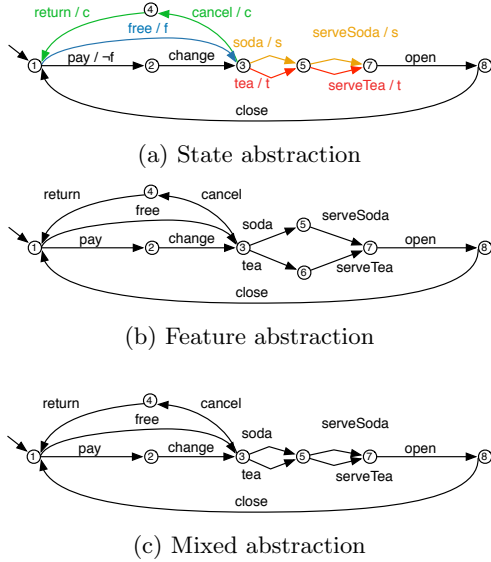 return / c
4
cancel / c
free / f
soda / s
serveSoda / s
pay / ¬f
change
open
1
2
3
5
7
8
tea / t
serveTea / t
close
(a) State abstraction
return
4
cancel
free
soda
5
serveSoda
pay
change
open
1
2
3
7
8
tea
6
serveTea
close
(b) Feature abstraction
return
4
cancel
free
soda
serveSoda
pay
change
open
1
2
3
5
7
8
tea
serveTea
close
(c) Mixed abstraction